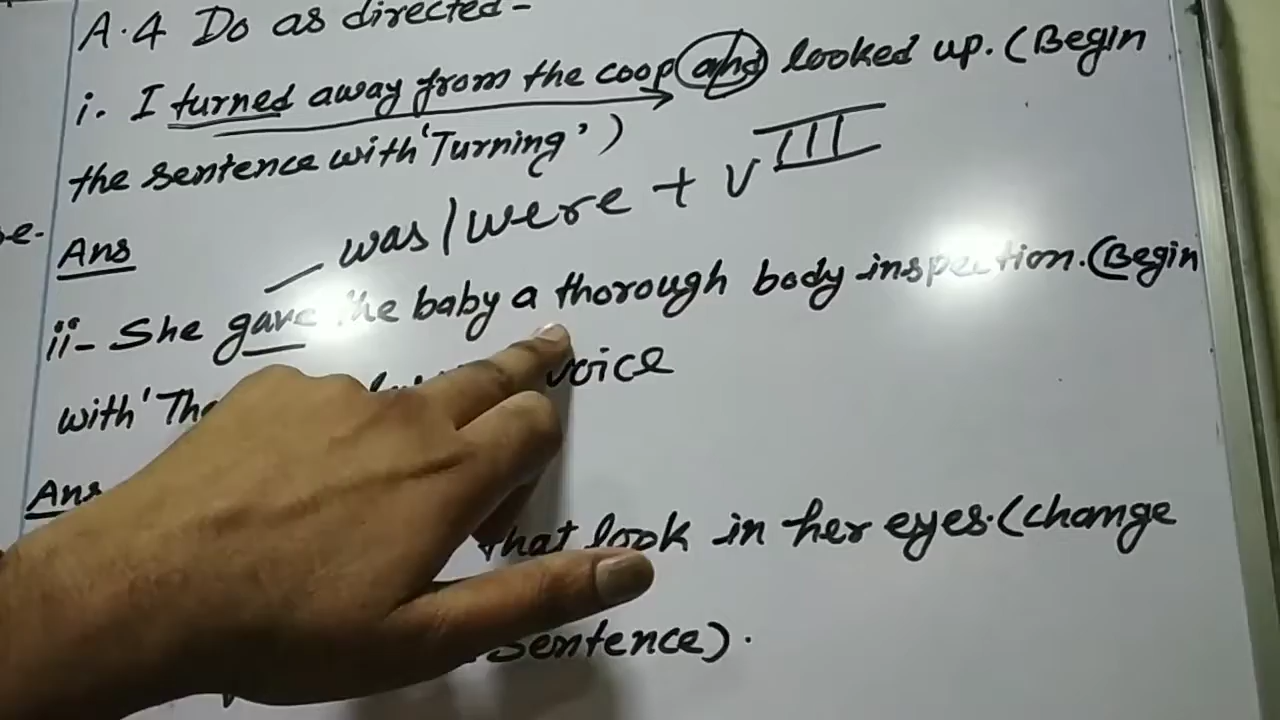 A.4 Do as directed-
i. I turned away from the coop and looked up. (Begin
the sentence with 'Turning')
was/were + V III
Ans
ii- She gave the baby a thorough body inspection. (Begin
with' voice
Ans
that look in her eyes. (change
sentence).